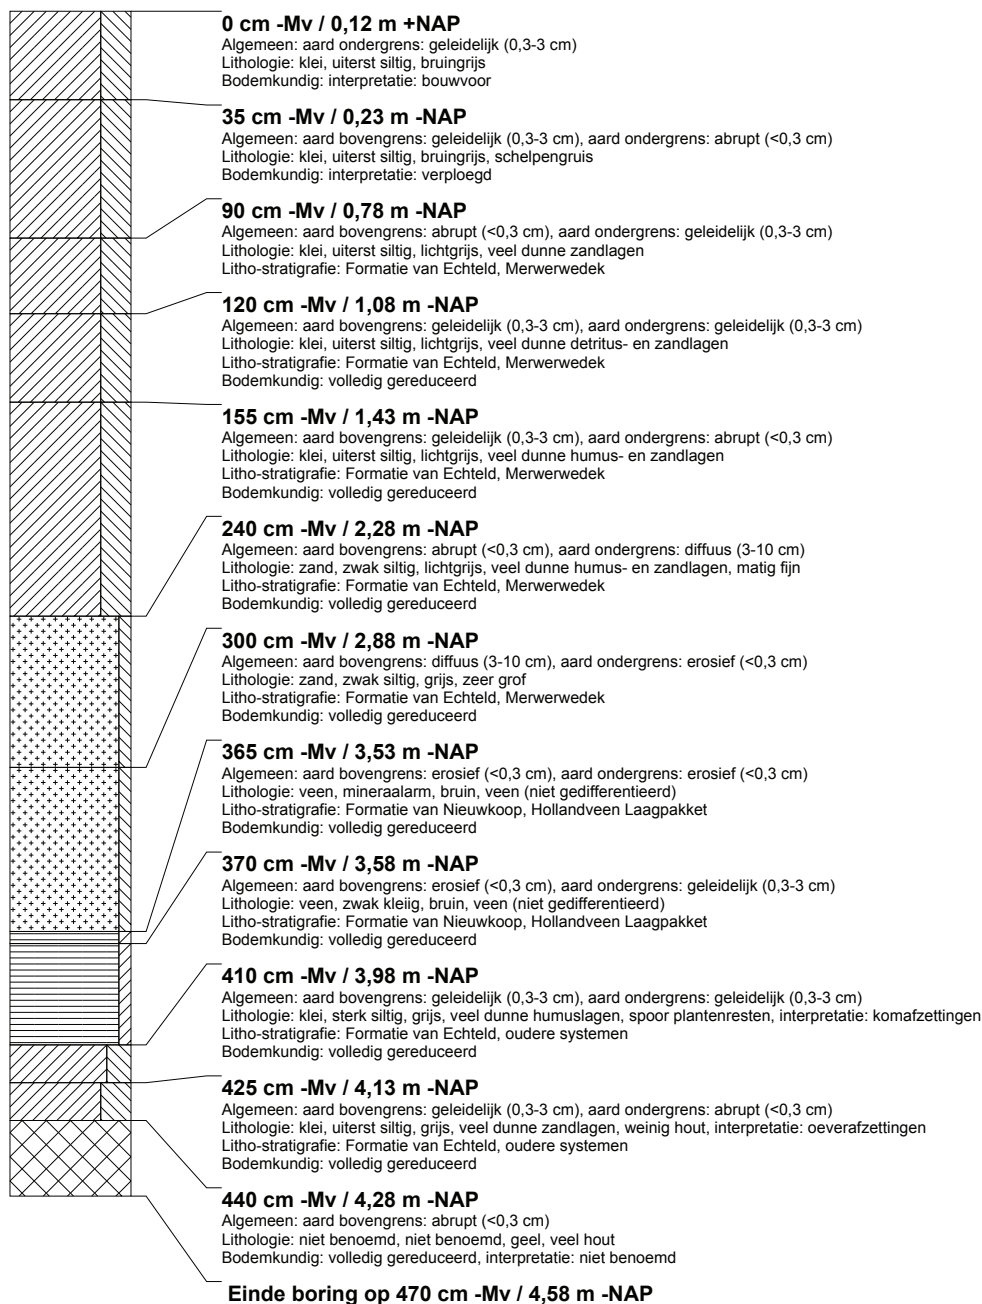 0 cm -Mv / 0,12 m +NAP
Algemeen: aard ondergrens: geleidelijk (0,3-3 cm)
Lithologie: klei, uiterst siltig, bruingrijs
Bodemkundig: interpretatie: bouwvoor
35 cm -Mv / 0,23 m -NAP
Algemeen: aard bovengrens: geleidelijk (0,3-3 cm), aard ondergrens: abrupt (<0,3 cm)
Lithologie: klei, uiterst siltig, bruingrijs, schelpengruis
Bodemkundig: interpretatie: verploegd
90 cm -Mv / 0,78 m -NAP
Algemeen: aard bovengrens: abrupt (<0,3 cm), aard ondergrens: geleidelijk (0,3-3 cm)
Lithologie: klei, uiterst siltig, lichtgrijs, veel dunne zandlagen
Litho-stratigrafie: Formatie van Echteld, Merwerwedek
120 cm -Mv / 1,08 m -NAP
Algemeen: aard bovengrens: geleidelijk (0,3-3 cm), aard ondergrens: geleidelijk (0,3-3 cm)
Lithologie: klei, uiterst siltig, lichtgrijs, veel dunne detritus- en zandlagen
Litho-stratigrafie: Formatie van Echteld, Merwerwedek
Bodemkundig: volledig gereduceerd
155 cm -Mv / 1,43 m -NAP
Algemeen: aard bovengrens: geleidelijk (0,3-3 cm), aard ondergrens: abrupt (<0,3 cm)
Lithologie: klei, uiterst siltig, lichtgrijs, veel dunne humus- en zandlagen
Litho-stratigrafie: Formatie van Echteld, Merwerwedek
Bodemkundig: volledig gereduceerd
240 cm -Mv / 2,28 m -NAP
Algemeen: aard bovengrens: abrupt (<0,3 cm), aard ondergrens: diffuus (3-10 cm)
Lithologie: zand, zwak siltig, lichtgrijs, veel dunne humus- en zandlagen, matig fijn
Litho-stratigrafie: Formatie van Echteld, Merwerwedek
Bodemkundig: volledig gereduceerd
300 cm -Mv / 2,88 m -NAP
Algemeen: aard bovengrens: diffuus (3-10 cm), aard ondergrens: erosief (<0,3 cm)
Lithologie: zand, zwak siltig, grijs, zeer grof
Litho-stratigrafie: Formatie van Echteld, Merwerwedek
Bodemkundig: volledig gereduceerd
365 cm -Mv / 3,53 m -NAP
Algemeen: aard bovengrens: erosief (<0,3 cm), aard ondergrens: erosief (<0,3 cm)
Lithologie: veen, mineraalarm, bruin, veen (niet gedifferentieerd)
Litho-stratigrafie: Formatie van Nieuwkoop, Hollandveen Laagpakket
Bodemkundig: volledig gereduceerd
370 cm -Mv / 3,58 m -NAP
Algemeen: aard bovengrens: erosief (<0,3 cm), aard ondergrens: geleidelijk (0,3-3 cm)
Lithologie: veen, zwak kleiig, bruin, veen (niet gedifferentieerd)
Litho-stratigrafie: Formatie van Nieuwkoop, Hollandveen Laagpakket
Bodemkundig: volledig gereduceerd
410 cm -Mv / 3,98 m -NAP
Algemeen: aard bovengrens: geleidelijk (0,3-3 cm), aard ondergrens: geleidelijk (0,3-3 cm)
Lithologie: klei, sterk siltig, grijs, veel dunne humuslagen, spoor plantenresten, interpretatie: komafzettingen
Litho-stratigrafie: Formatie van Echteld, oudere systemen
Bodemkundig: volledig gereduceerd
425 cm -Mv / 4,13 m -NAP
Algemeen: aard bovengrens: geleidelijk (0,3-3 cm), aard ondergrens: abrupt (<0,3 cm)
Lithologie: klei, uiterst siltig, grijs, veel dunne zandlagen, weinig hout, interpretatie: oeverafzettingen
Litho-stratigrafie: Formatie van Echteld, oudere systemen
Bodemkundig: volledig gereduceerd
440 cm -Mv / 4,28 m -NAP
Algemeen: aard bovengrens: abrupt (<0,3 cm)
Lithologie: niet benoemd, niet benoemd, geel, veel hout
Bodemkundig: volledig gereduceerd, interpretatie: niet benoemd
Einde boring op 470 cm -Mv / 4,58 m -NAP